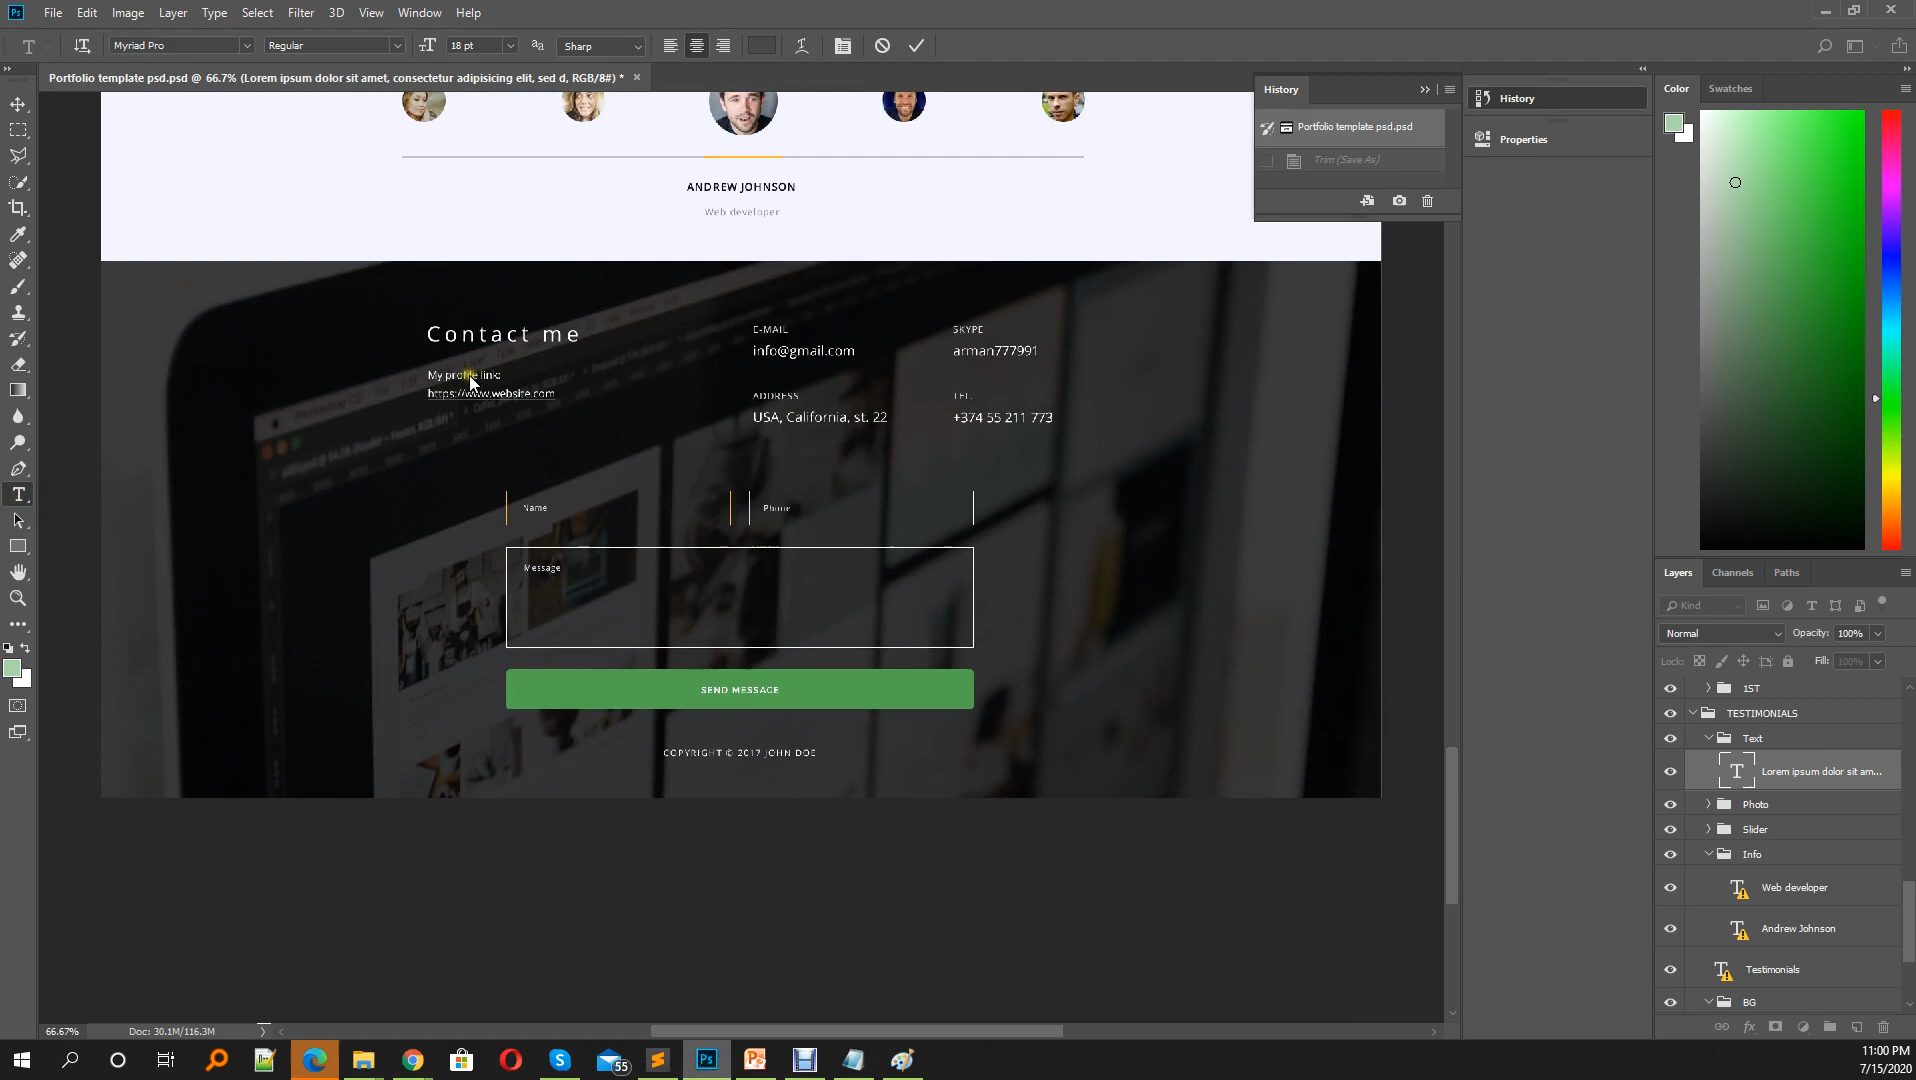 Ps File Edit Image Layer Type Select Filter 3D View Window Help
T Myriad Pro Regular 18 pt Sharp
Portfolio template psd.psd @ 66.7% (Lorem ipsum dolor sit amet, consectetur adipisicing elit, sed d, RGB/8#) *
History
Portfolio template psd.psd
Trim (Save As)
History
Properties
Color Swatches
ANDREW JOHNSON
Web developer
Contact me
My profile link:
https://www.website.com
E-MAIL
info@gmail.com
SKYPE
arman777991
ADDRESS
USA, California, st. 22
TEL.
+374 55 211 773
Name
Phone
Message
SEND MESSAGE
COPYRIGHT © 2017 JOHN DOE
Layers Channels Paths
Kind
Normal Opacity: 100%
Lock: Fill: 100%
1ST
TESTIMONIALS
Text
Lorem ipsum dolor sit am...
Photo
Slider
Info
Web developer
Andrew Johnson
Testimonials
BG
66.67% Doc: 30.1M/116.3M
55
11:00 PM
7/15/2020